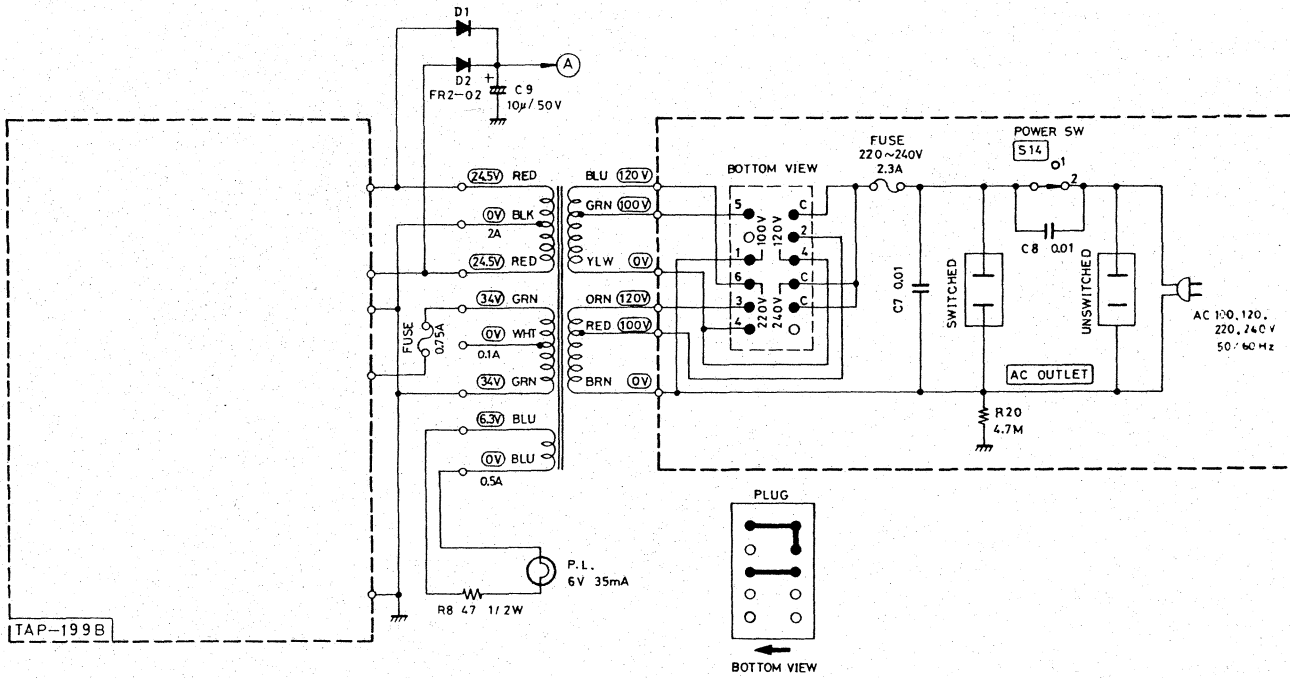 D1
D2
FR2-02
+
C9
10μ/50V
A
TAP-199B
24.5V RED
0V BLK
2A
24.5V RED
34V GRN
FUSE
0.75A
0V WHT
0.1A
34V GRN
6.3V BLU
0V BLU
0.5A
P.L.
6V 35mA
R8 47 1/2W
BLU 120V
GRN 100V
YLW 0V
ORN 120V
RED 100V
BRN 0V
BOTTOM VIEW
5 C
100V 120V
2
1 4
6 C
220V 240V
3 C
4
FUSE
220~240V
2.3A
C7 0.01
POWER SW
S14
1
2
C8 0.01
SWITCHED
UNSWITCHED
AC OUTLET
R20
4.7M
AC 100,120,
220,240V
50/60Hz
PLUG
BOTTOM VIEW